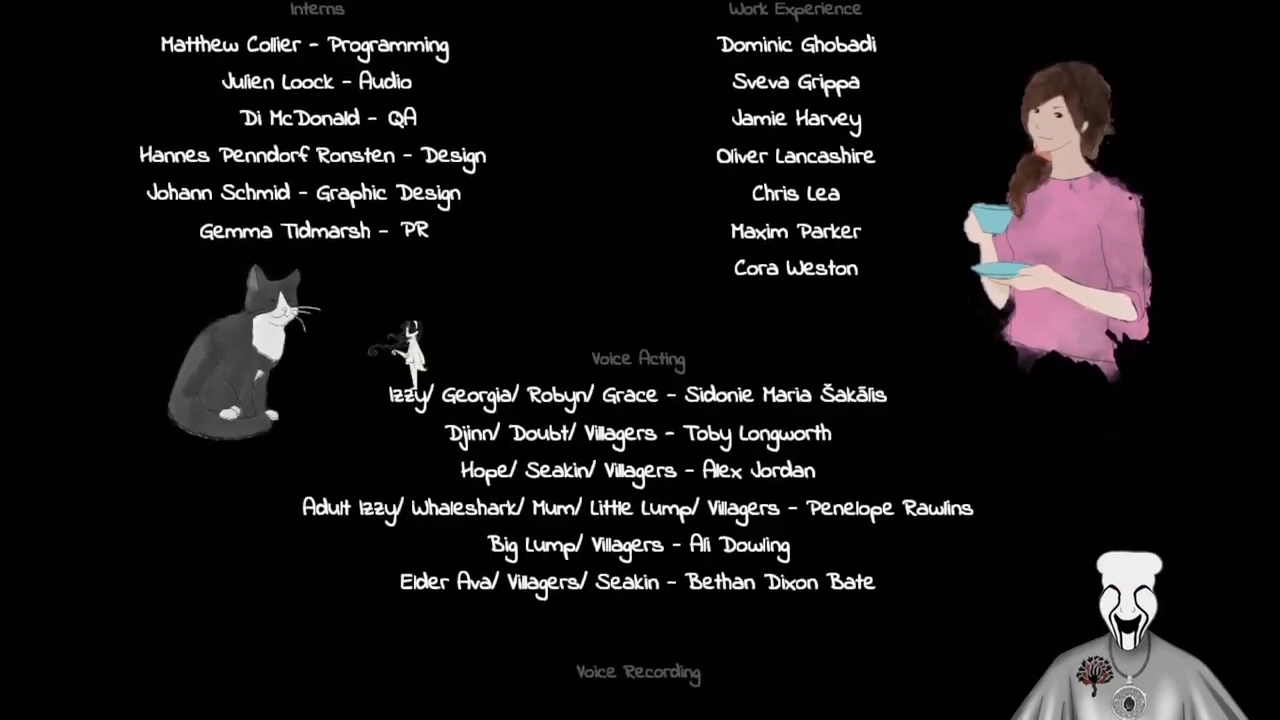 Interns
Matthew Collier - Programming
Julien Loock - Audio
Di McDonald - QA
Hannes Penndorf Ronsten - Design
Johann Schmid - Graphic Design
Gemma Tidmarsh - PR
Work Experience
Dominic Ghobadi
Sveva Grippa
Jamie Harvey
Oliver Lancashire
Chris Lea
Maxim Parker
Cora Weston
Voice Acting
Izzy/ Georgia/ Robyn/ Grace - Sidonie Maria Šakālis
Djinn/ Doubt/ Villagers - Toby Longworth
Hope/ Seakin/ Villagers - Alex Jordan
Adult Izzy/ Whaleshark/ Mum/ Little Lump/ Villagers - Penelope Rawlins
Big Lump/ Villagers - Ali Dowling
Elder Ava/ Villagers/ Seakin - Bethan Dixon Bate
Voice Recording